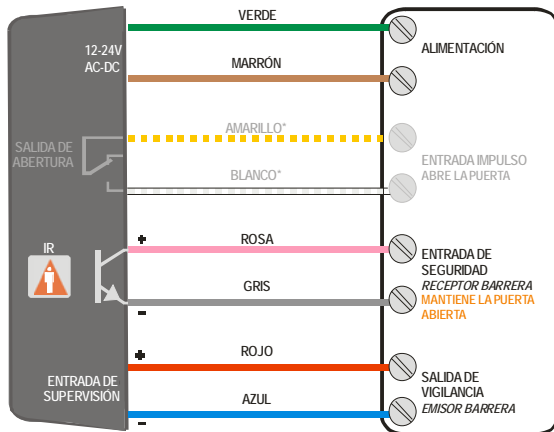 VERDE
12-24V
AC-DC
ALIMENTACIÓN
MARRÓN
AMARILLO*
SALIDA DE
ABERTURA
ENTRADA IMPULSO
ABRE LA PUERTA
BLANCO*
+
ROSA
IR
ENTRADA DE
SEGURIDAD
RECEPTOR BARRERA
MANTIENE LA PUERTA
ABIERTA
GRIS
-
+
ROJO
ENTRADA DE
SUPERVISIÓN
SALIDA DE
VIGILANCIA
EMISOR BARRERA
AZUL
-